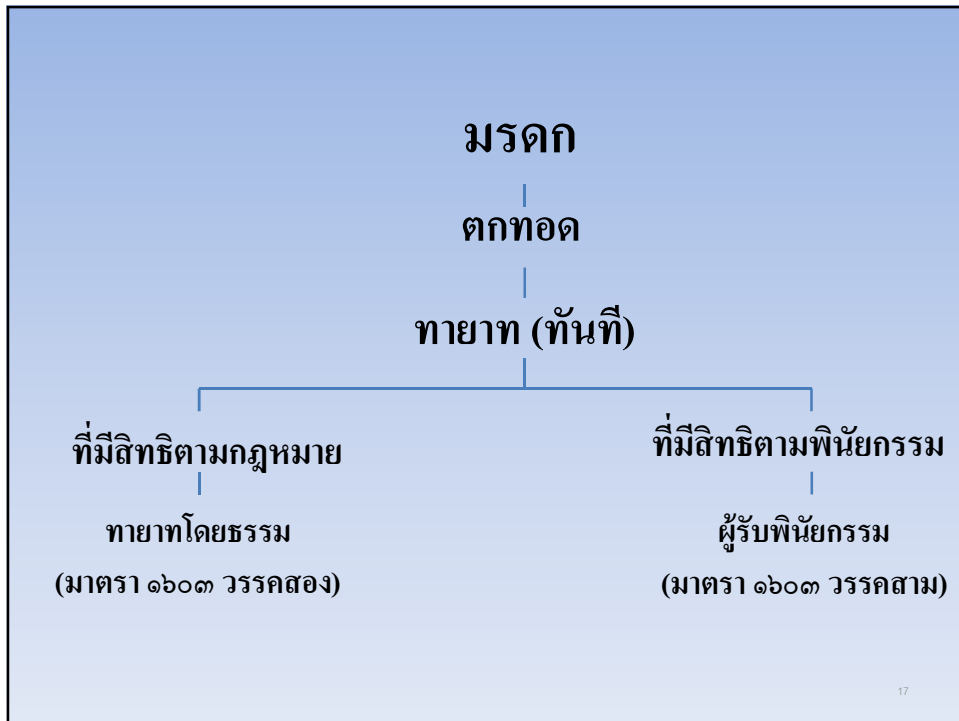 มรดก
ตกทอด
ทายาท (ทันที)
ที่มีสิทธิตามกฎหมาย
ที่มีสิทธิตามพินัยกรรม
ทายาทโดยธรรม
(มาตรา ๑๖๐๓ วรรคสอง)
ผู้รับพินัยกรรม
(มาตรา ๑๖๐๓ วรรคสาม)
17